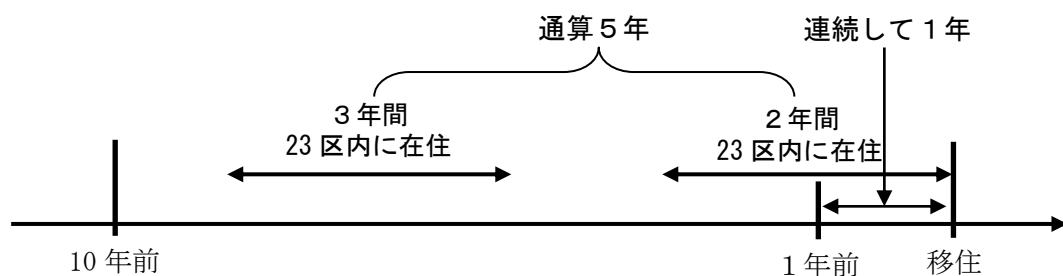 通算５年
連続して１年
３年間
23 区内に在住
２年間
23 区内に在住
10 年前
１年前
移住